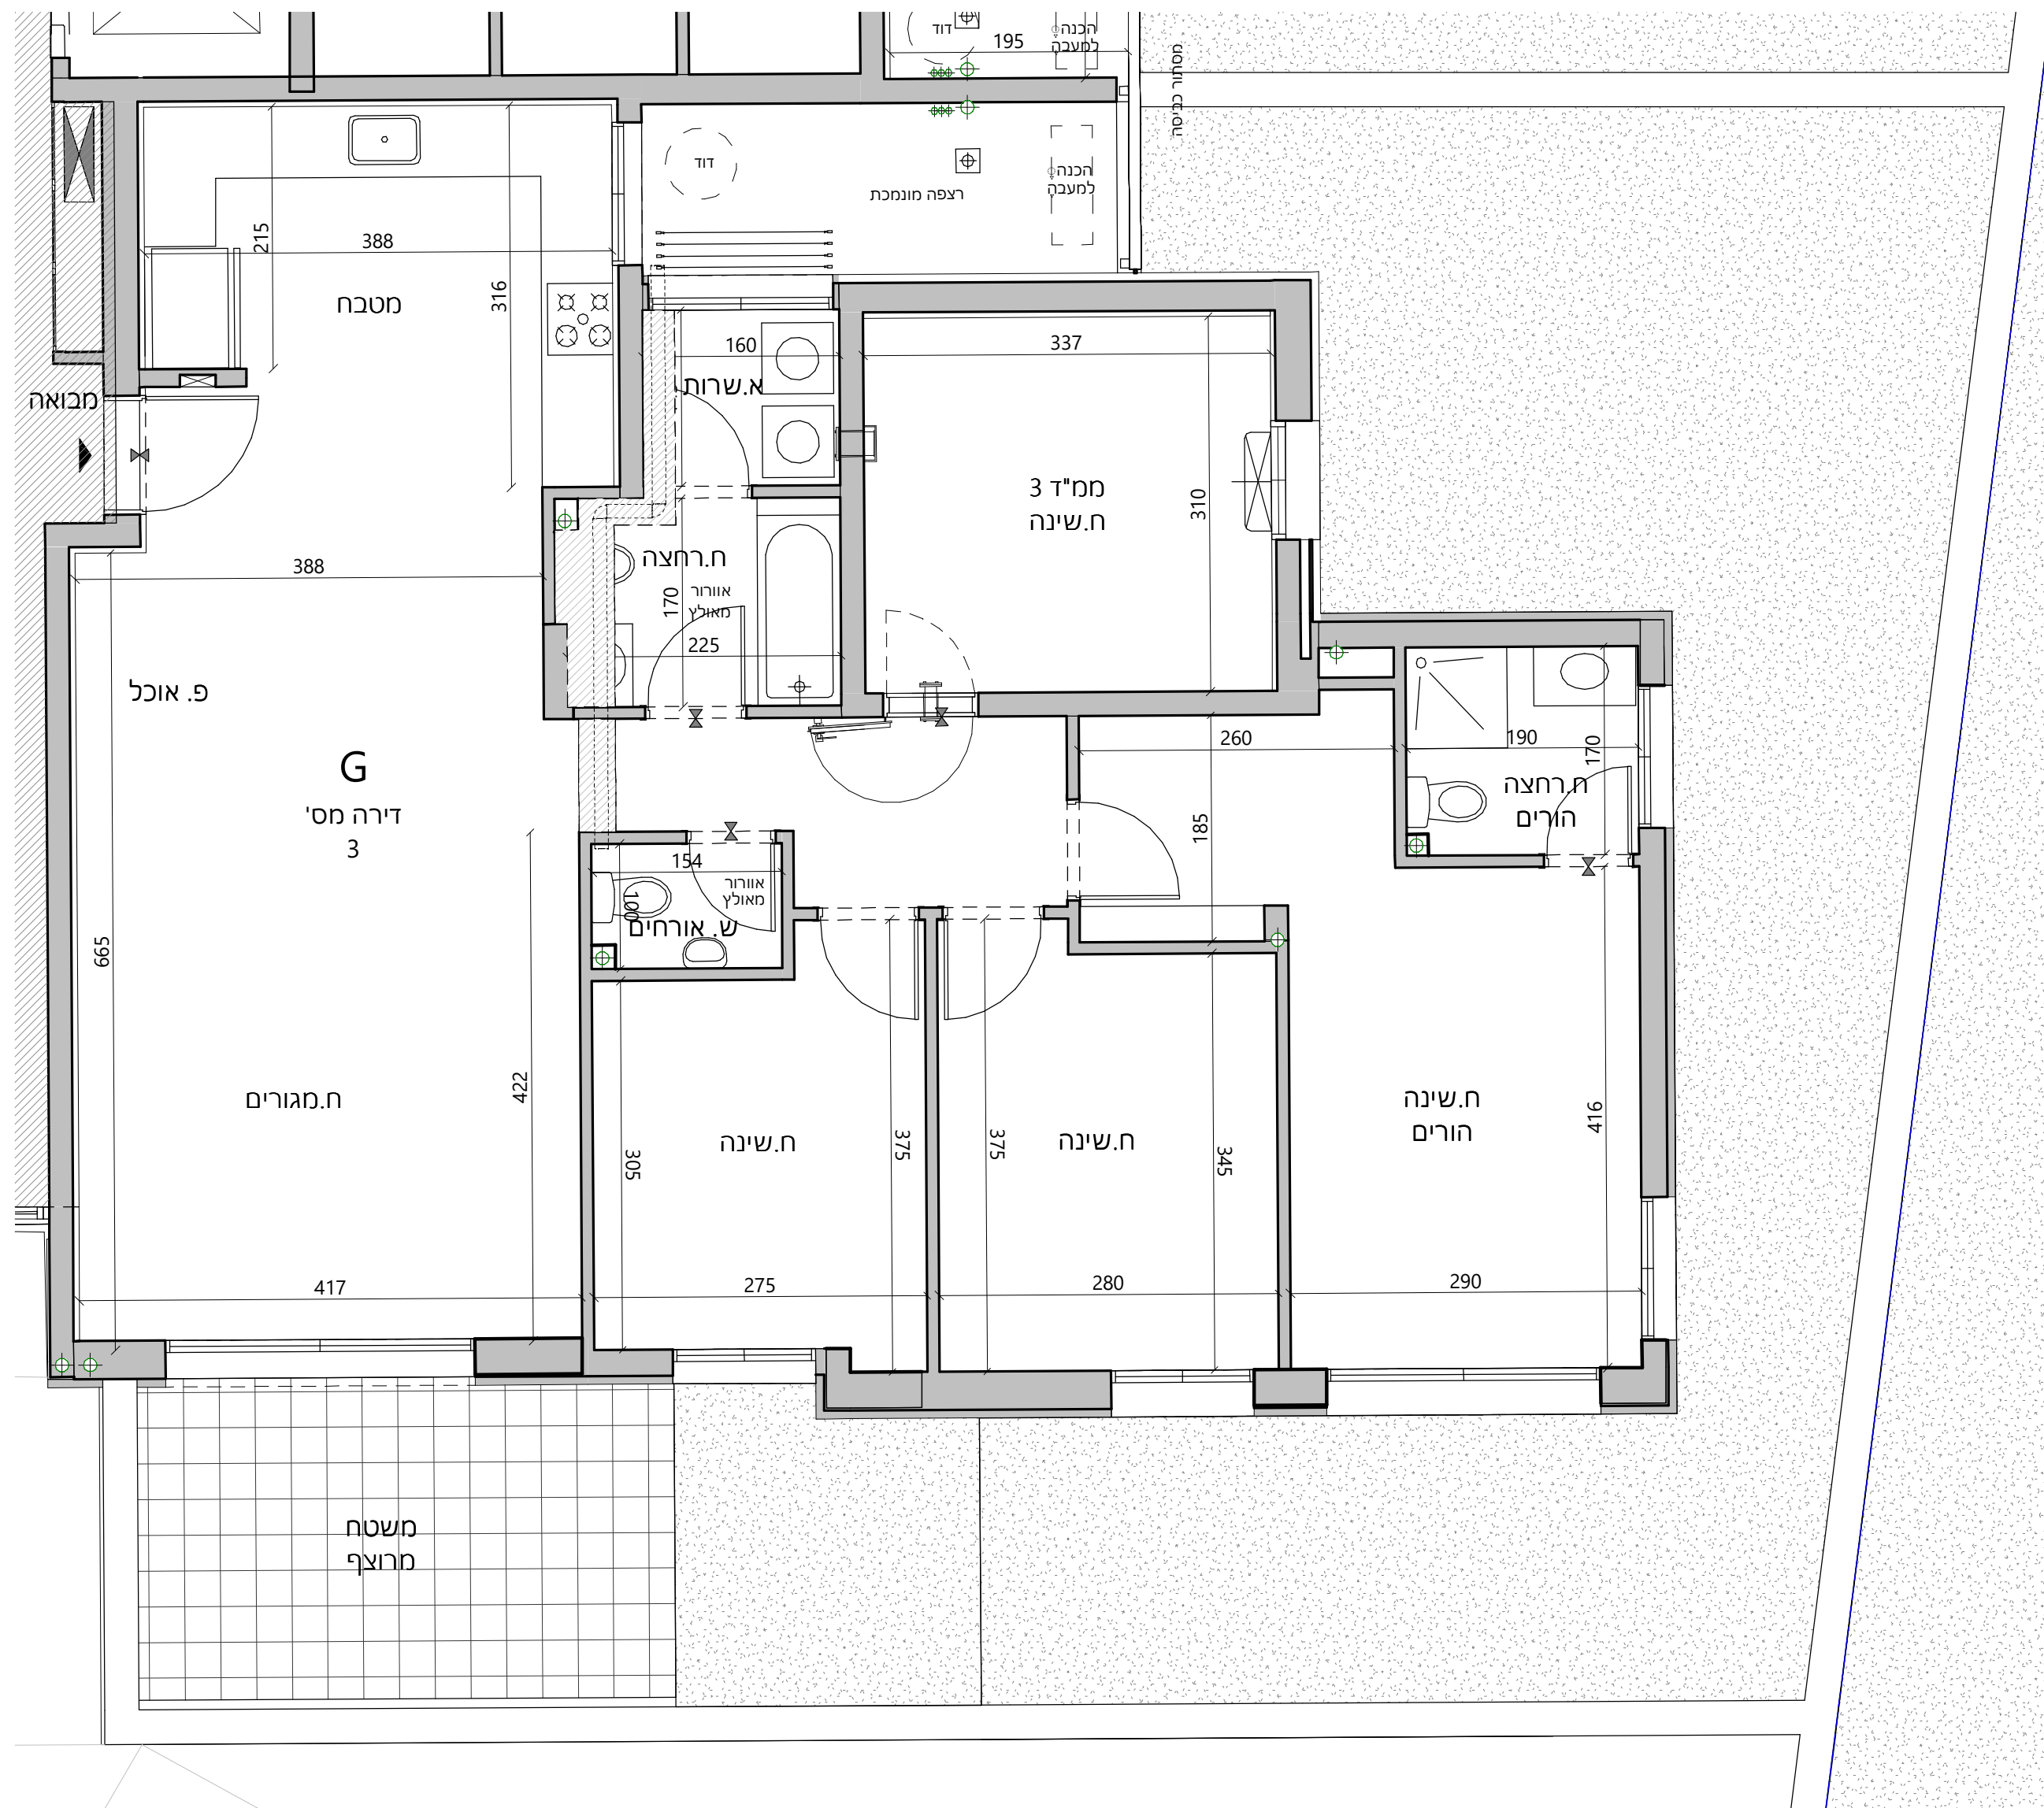 דוד
הכנה
למעבה
195
מסתור כביסה
דוד
הכנה
למעבה
רצפה מונמכת
215
388
316
מטבח
160
א.שרות
337
מבואה
310
ממ"ד 3
ח.שינה
ח.רחצה
אוורור
מאולץ
170
225
388
פ. אוכל
G
דירה מס'
3
260
190
170
ח.רחצה
הורים
185
154
100
אוורור
מאולץ
ש. אורחים
665
422
ח.מגורים
305
375
ח.שינה
375
345
ח.שינה
416
ח.שינה
הורים
417
275
280
290
משטח
מרוצף